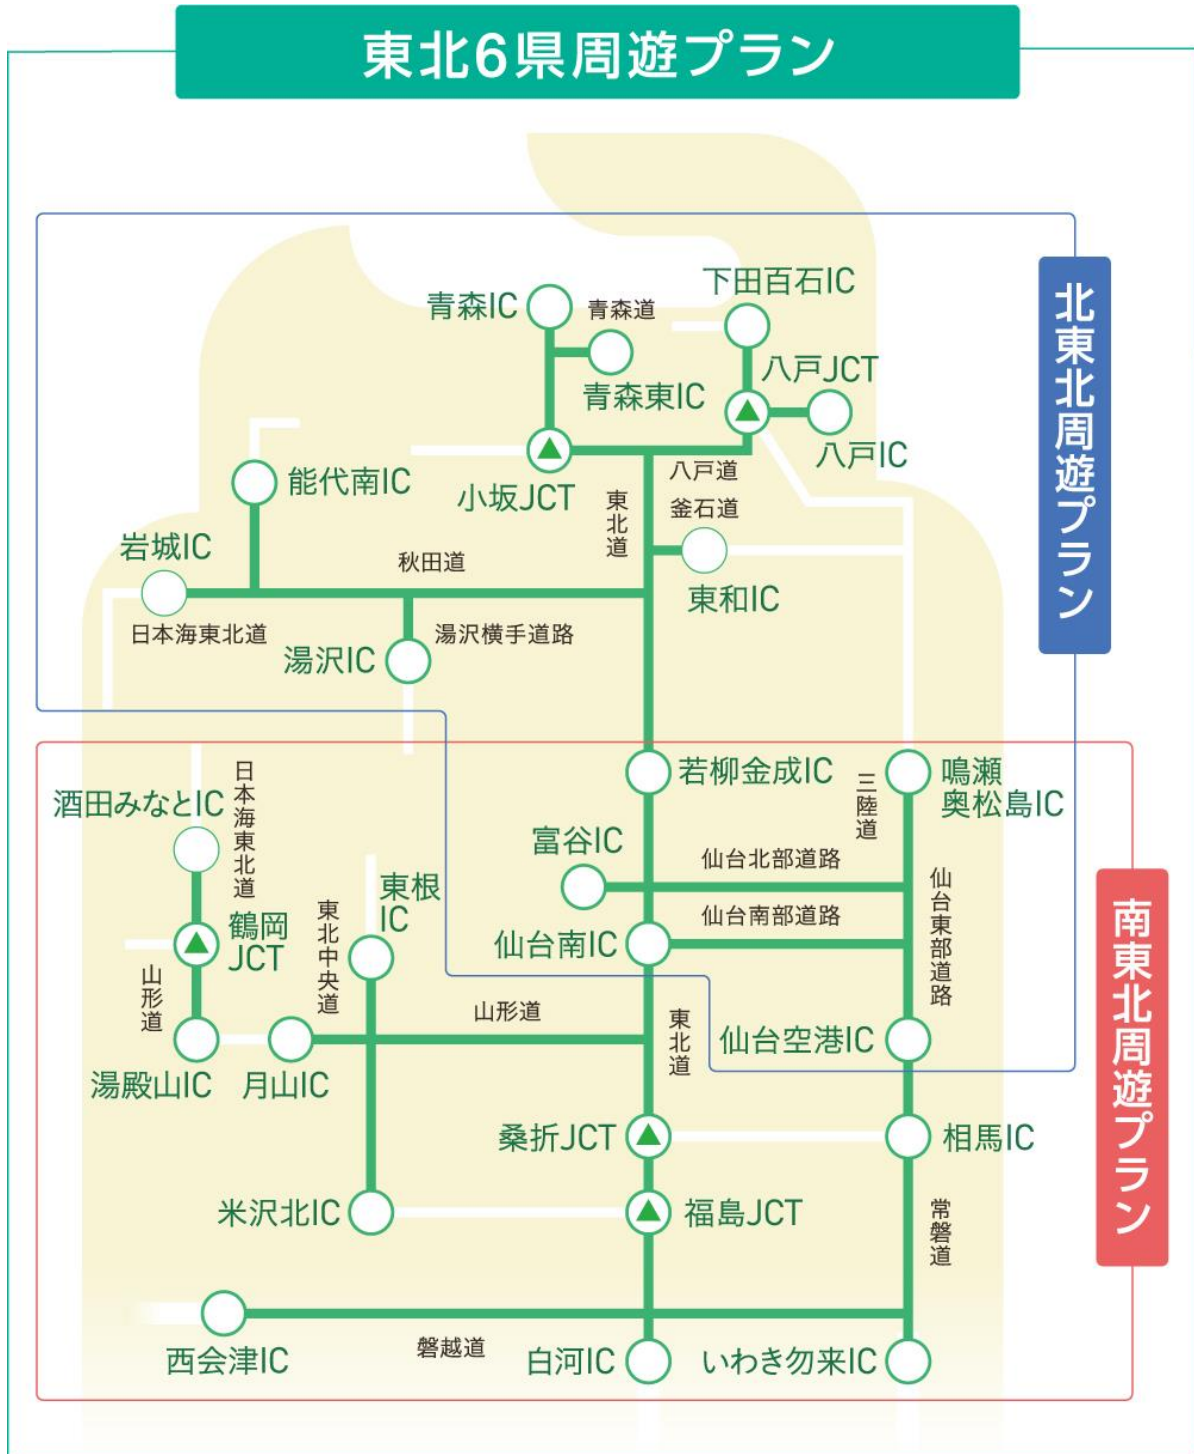 東北6県周遊プラン
北東北周遊プラン
下田百石IC
青森IC
青森道
八戸JCT
青森東IC
八戸IC
能代南IC
小坂JCT
八戸道
東北道
釜石道
岩城IC
秋田道
東和IC
日本海東北道
湯沢横手道路
湯沢IC
若柳金成IC
鳴瀬
奥松島IC
三陸道
酒田みなとIC
日本海東北道
富谷IC
仙台北部道路
東根
IC
仙台東部道路
南東北周遊プラン
東北中央道
鶴岡
JCT
仙台南部道路
仙台南IC
山形道
山形道
東北道
仙台空港IC
湯殿山IC
月山IC
桑折JCT
相馬IC
米沢北IC
福島JCT
常磐道
磐越道
西会津IC
白河IC
いわき勿来IC